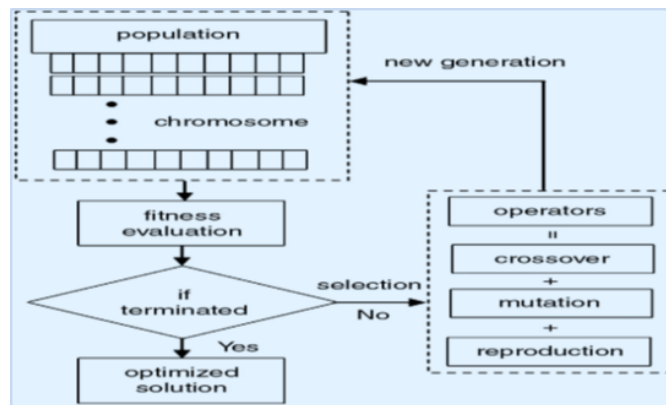 population
chromosome
fitness
evaluation
if
terminated
Yes
optimized
solution
selection
No
new generation
operators
=
crossover
+
mutation
+
reproduction